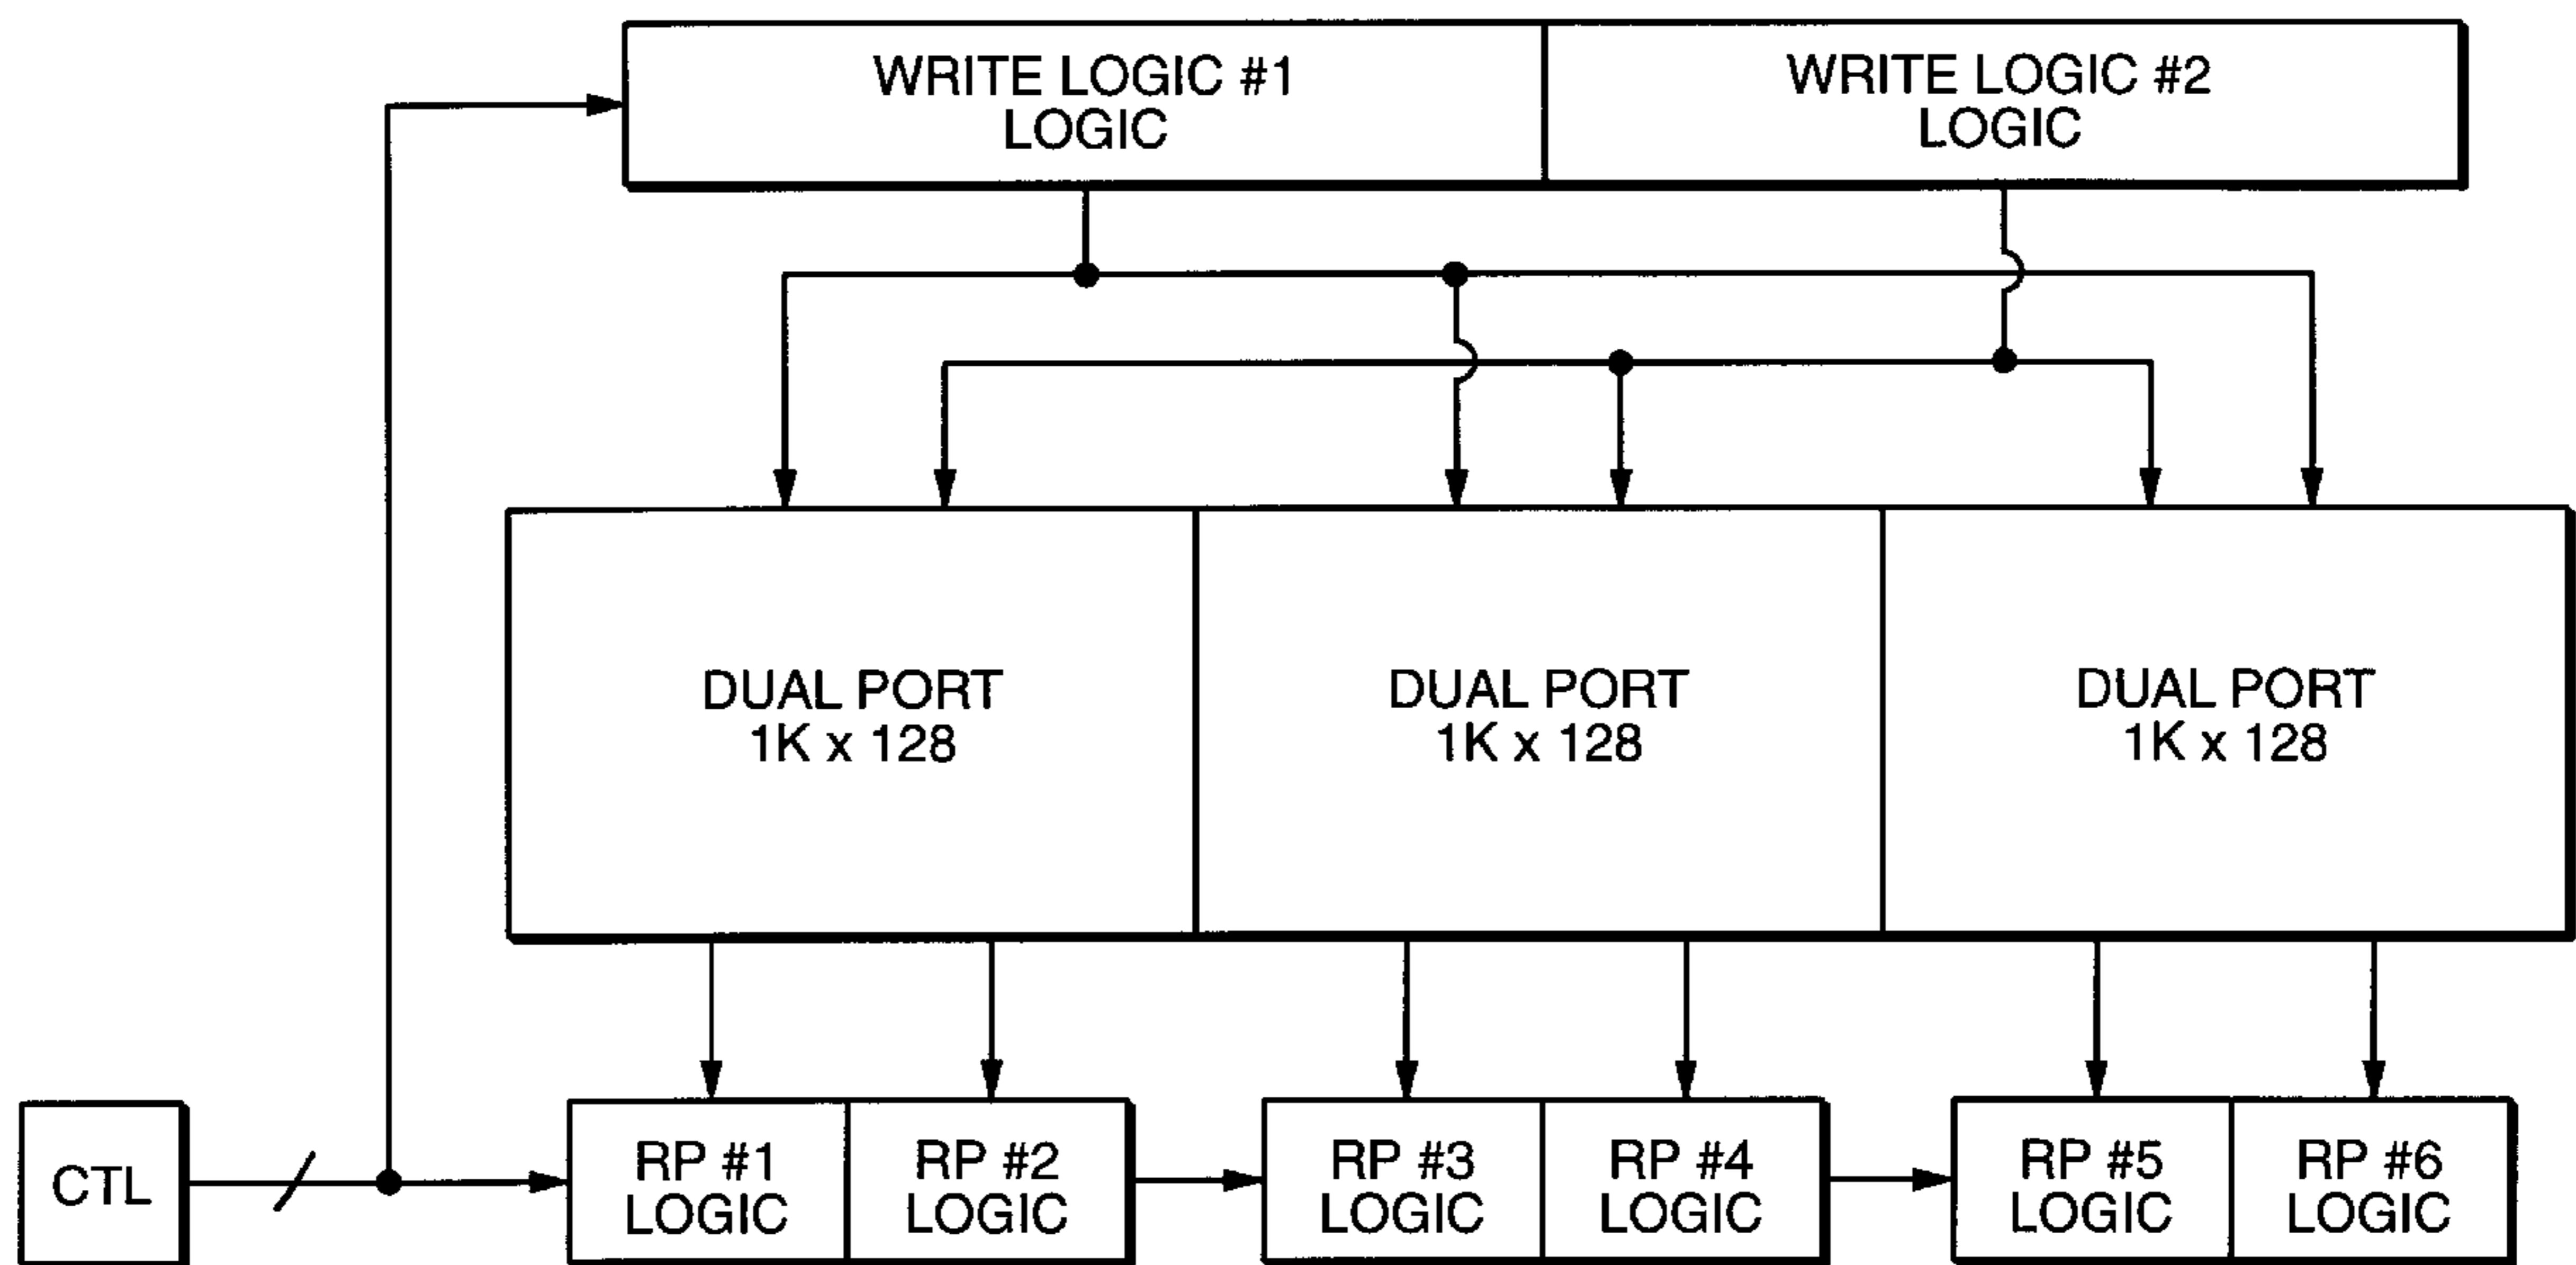 WRITE LOGIC #1
LOGIC
WRITE LOGIC #2
LOGIC
DUAL PORT
1K x 128
DUAL PORT
1K x 128
DUAL PORT
1K x 128
CTL
RP #1
LOGIC
RP #2
LOGIC
RP #3
LOGIC
RP #4
LOGIC
RP #5
LOGIC
RP #6
LOGIC